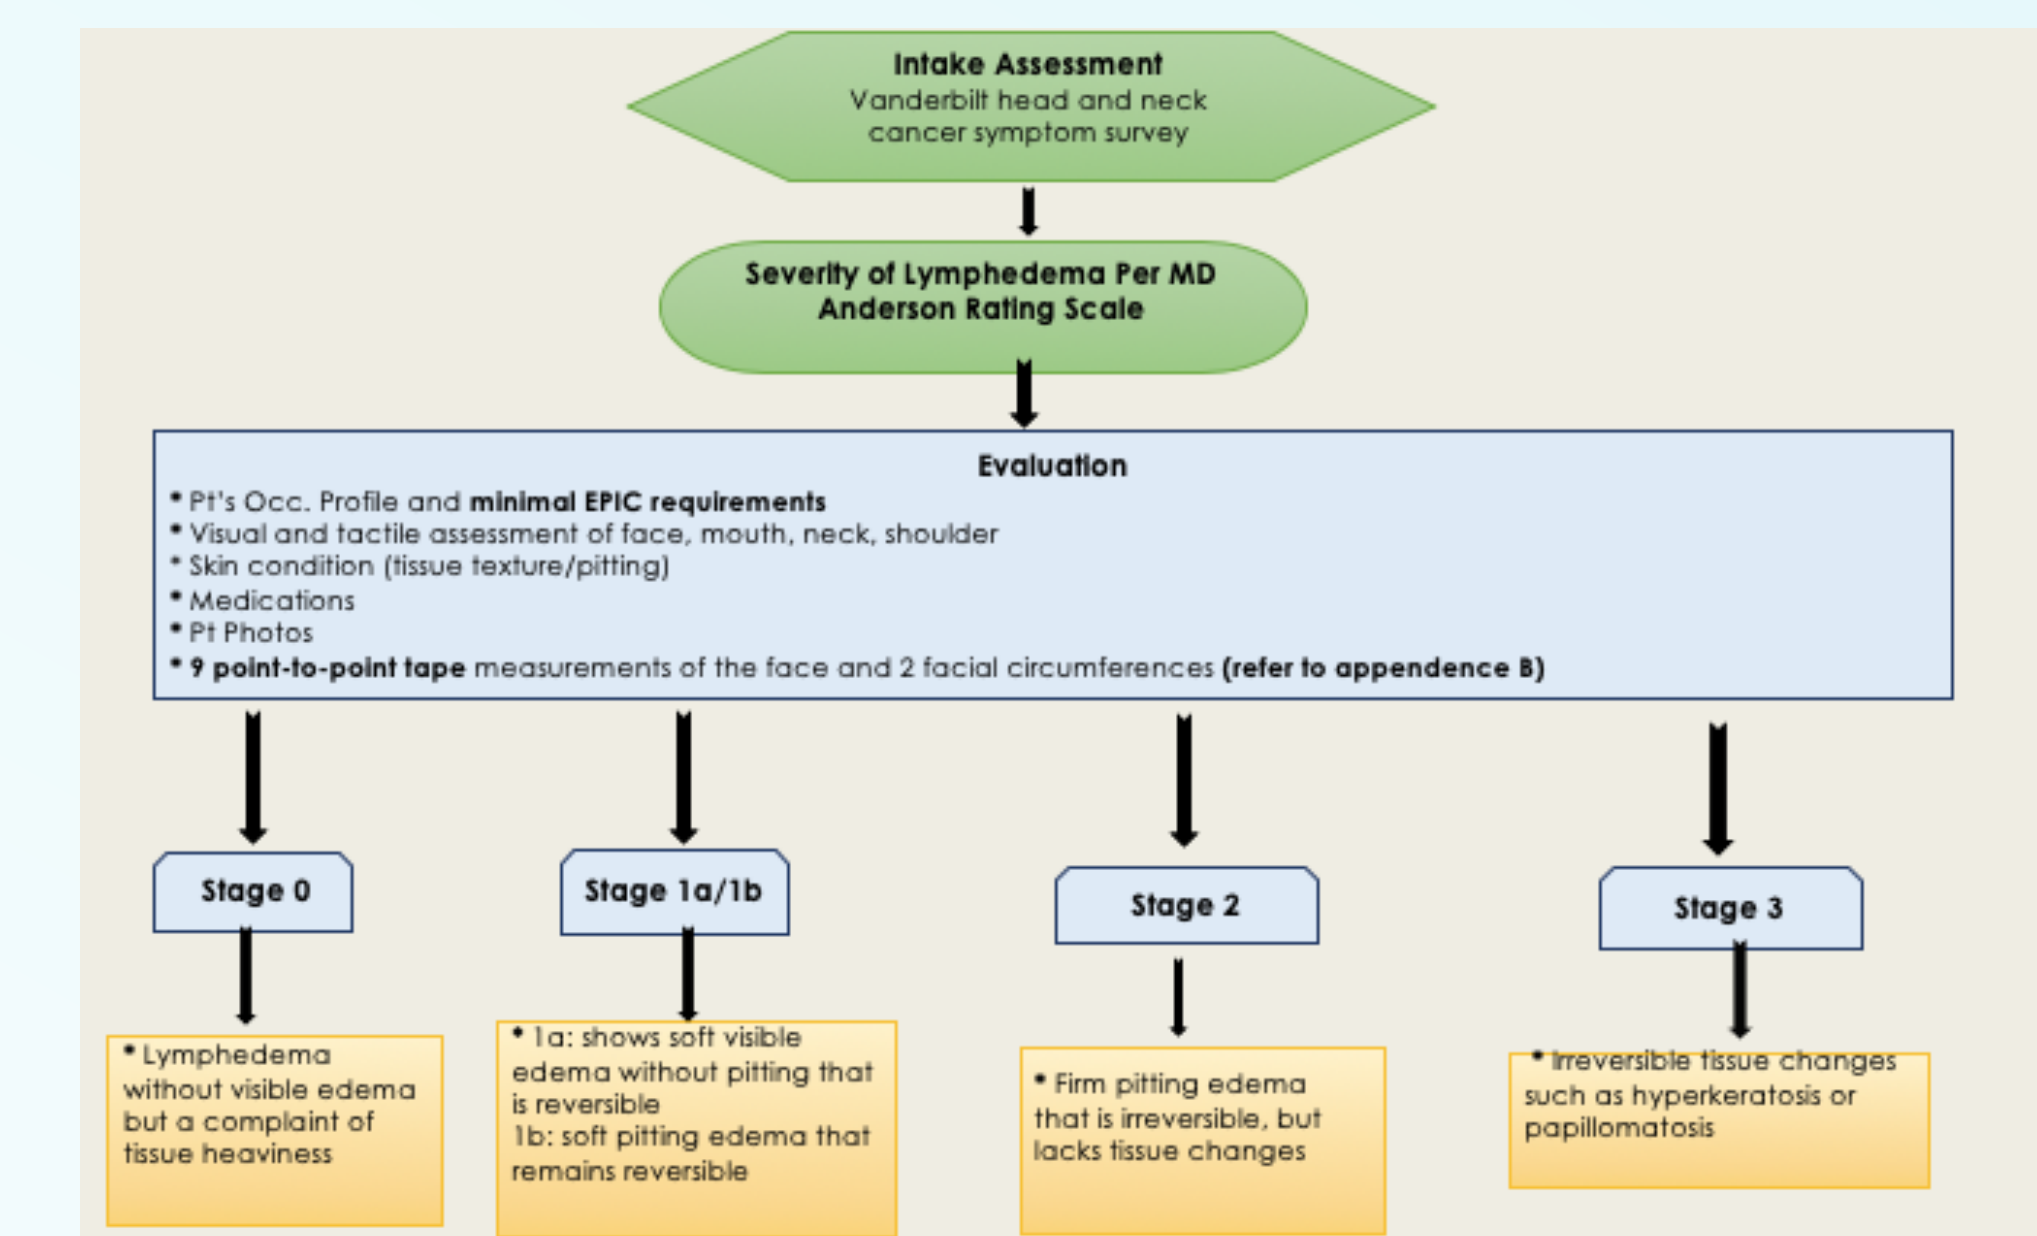 Intake Assessment
Vanderbilt head and neck
cancer symptom survey
Severity of Lymphedema Per MD
Anderson Rating Scale
Evaluation
* Pt's Occ. Profile and minimal EPIC requirements
* Visual and tactile assessment of face, mouth, neck, shoulder
* Skin condition (tissue texture/pitting)
* Medications
* Pt Photos
* 9 point-to-point tape measurements of the face and 2 facial circumferences (refer to appendence B)
Stage 0
Stage 1a/1b
Stage 2
Stage 3
* Lymphedema
without visible edema
but a complaint of
tissue heaviness
* 1a: shows soft visible
edema without pitting that
is reversible
1b: soft pitting edema that
remains reversible
* Firm pitting edema
that is irreversible, but
lacks tissue changes
* Irreversible tissue changes
such as hyperkeratosis or
papillomatosis